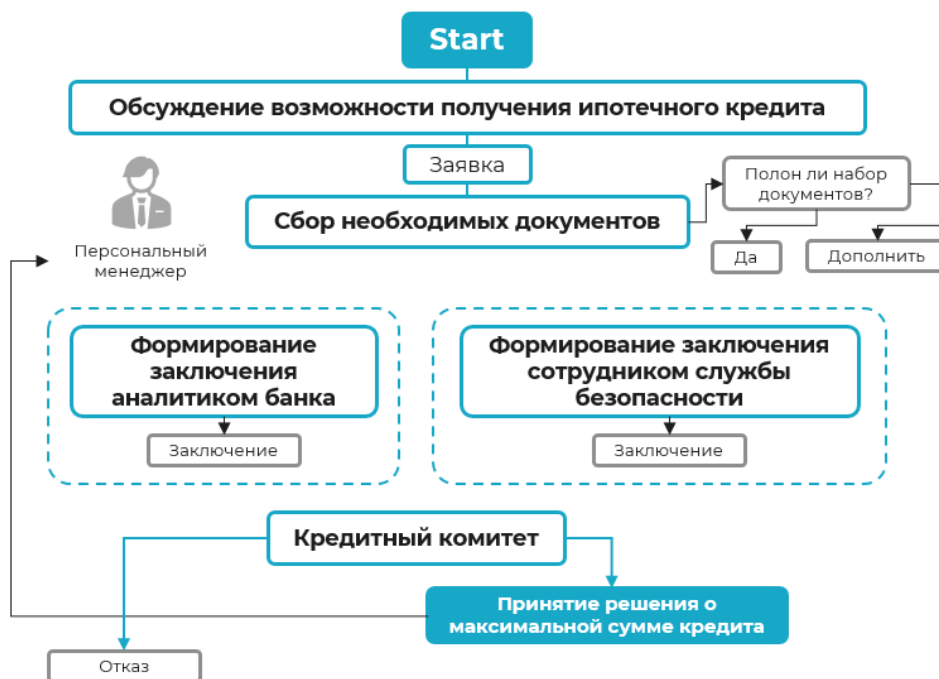 Start
Обсуждение возможности получения ипотечного кредита
Заявка
Полон ли набор
документов?
Сбор необходимых документов
Персональный
менеджер
Да
Дополнить
Формирование
заключения
аналитиком банка
Заключение
Формирование заключения
сотрудником службы
безопасности
Заключение
Кредитный комитет
Принятие решения о
максимальной сумме кредита
Отказ